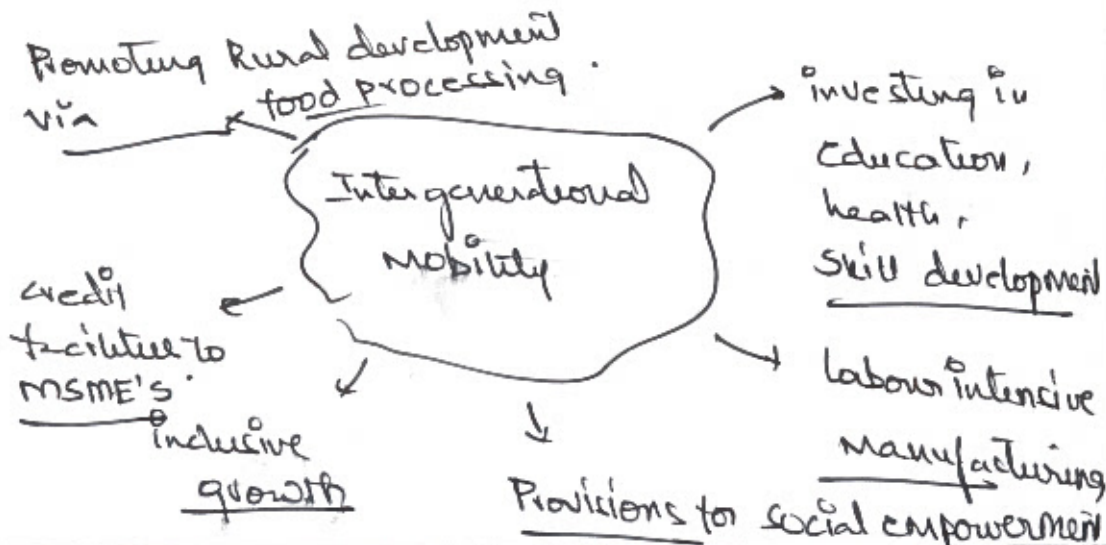 Promoting Rural development
via food processing.
Intergenerational
mobility
investing in
education,
health,
skill development
labour intensive
manufacturing
Provisions for social empowermen
inclusive
growth
credit
facilities to
MSME's.